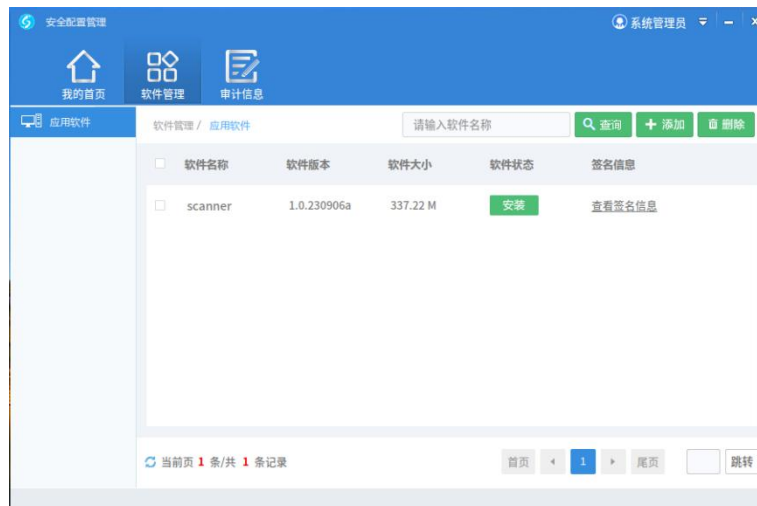 安全配置管理 系统管理员
我的首页 软件管理 审计信息
应用软件 软件管理 / 应用软件 请输入软件名称 查询 添加 删除
软件名称 软件版本 软件大小 软件状态 签名信息
scanner 1.0.230906a 337.22 M 安装 查看签名信息
当前页 1 条/共 1 条记录 首页 1 尾页 跳转